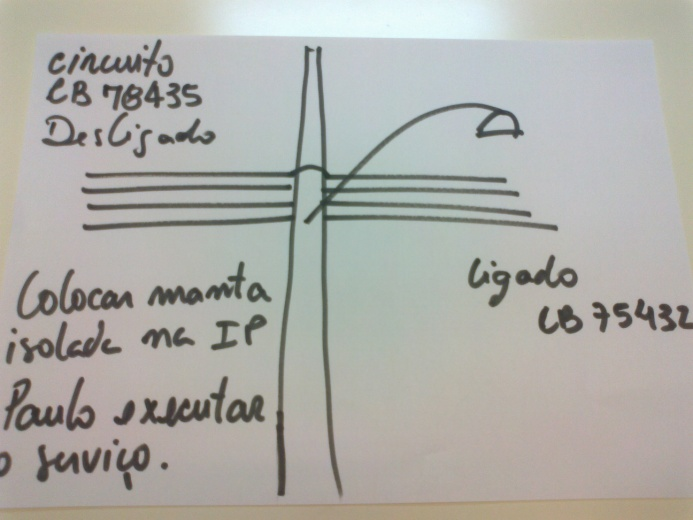 circuito
CB 78435
Desligado
ligado
CB 75432
Colocar manta
isolada na IP
Paulo executar
o serviço.